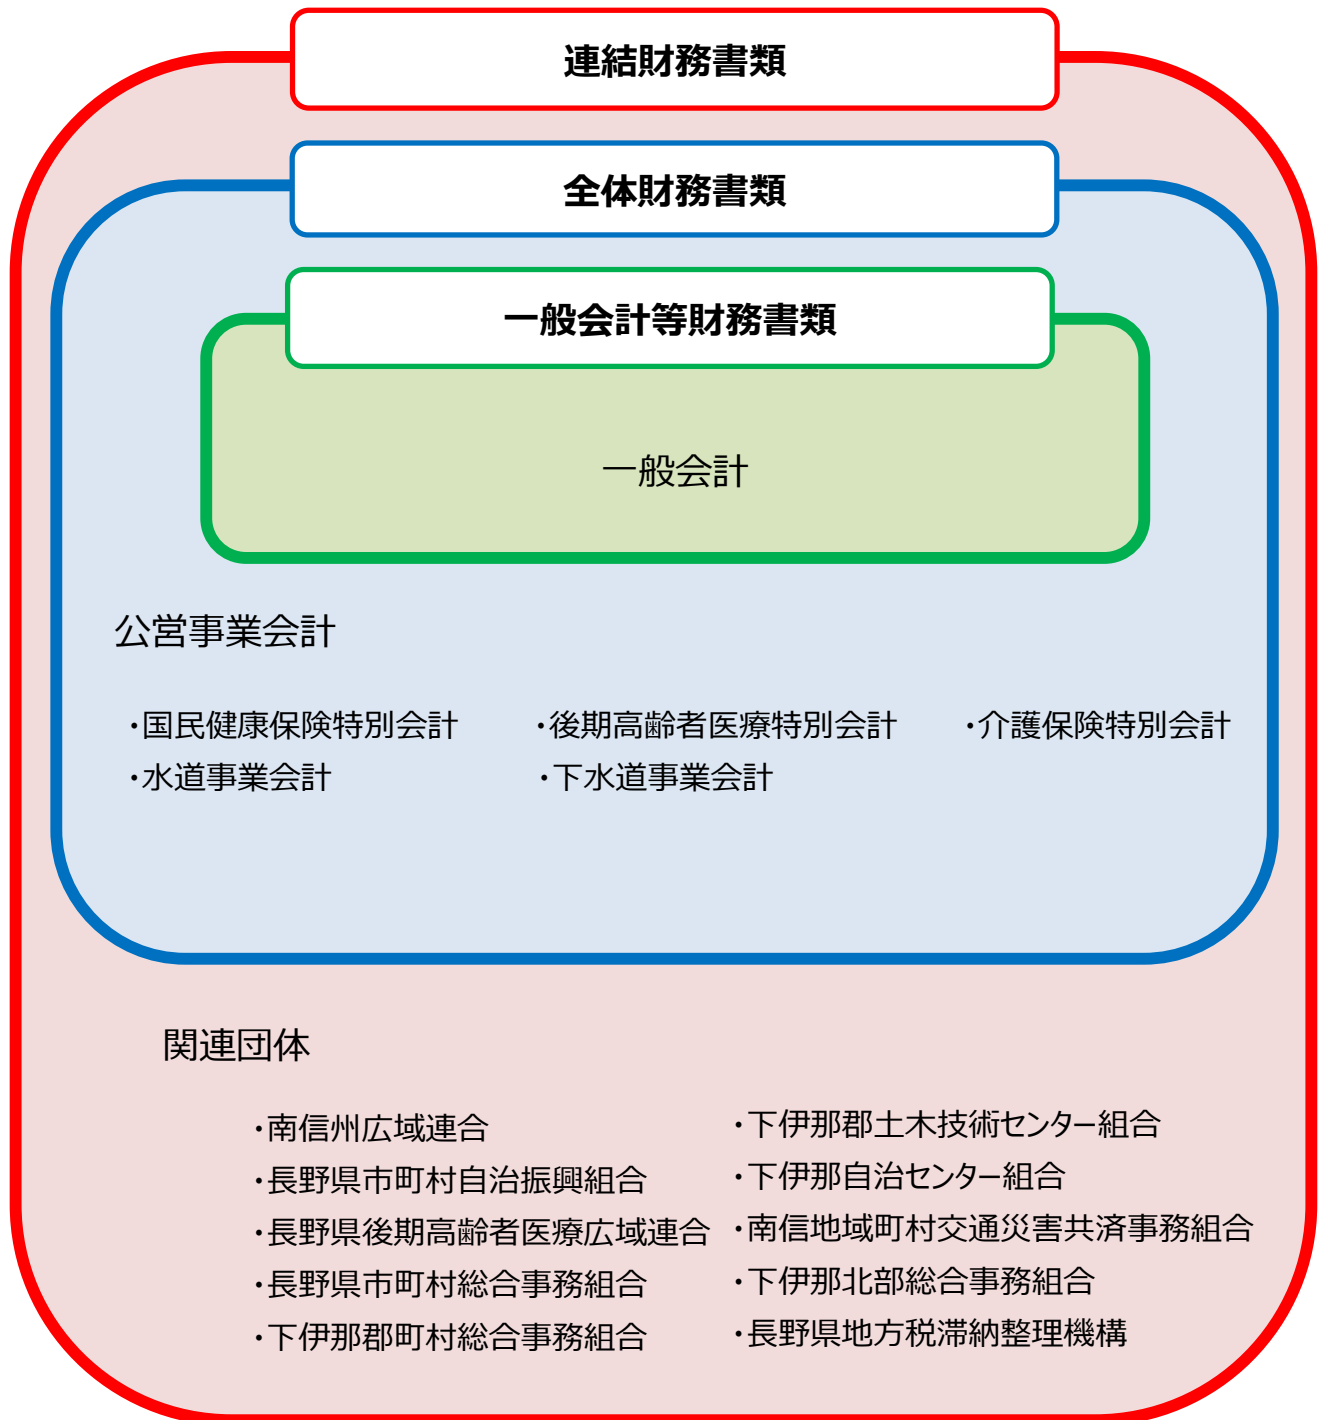 連結財務書類
全体財務書類
一般会計等財務書類
一般会計
公営事業会計
・国民健康保険特別会計 ・後期高齢者医療特別会計 ・介護保険特別会計
・水道事業会計 ・下水道事業会計
関連団体
・南信州広域連合
・長野県市町村自治振興組合
・長野県後期高齢者医療広域連合
・長野県市町村総合事務組合
・下伊那郡町村総合事務組合
・下伊那郡土木技術センター組合
・下伊那自治センター組合
・南信地域町村交通災害共済事務組合
・下伊那北部総合事務組合
・長野県地方税滞納整理機構